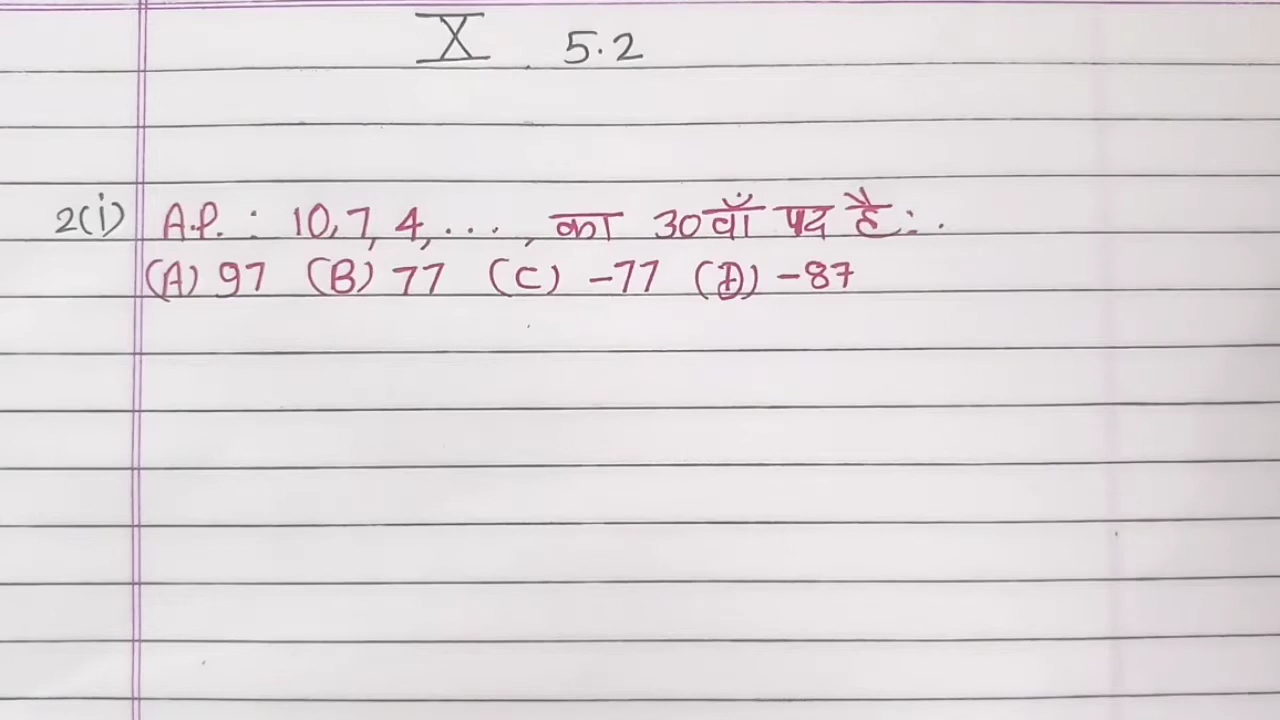 X 5.2
2(i) A.P. : 10, 7, 4, ... , का 30वाँ पद है :.
(A) 97 (B) 77 (C) -77 (D) -87